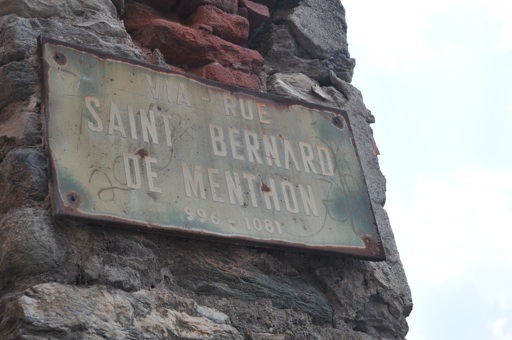 VIA - RUE
SAINT BERNARD
DE MENTHON
996 - 1081